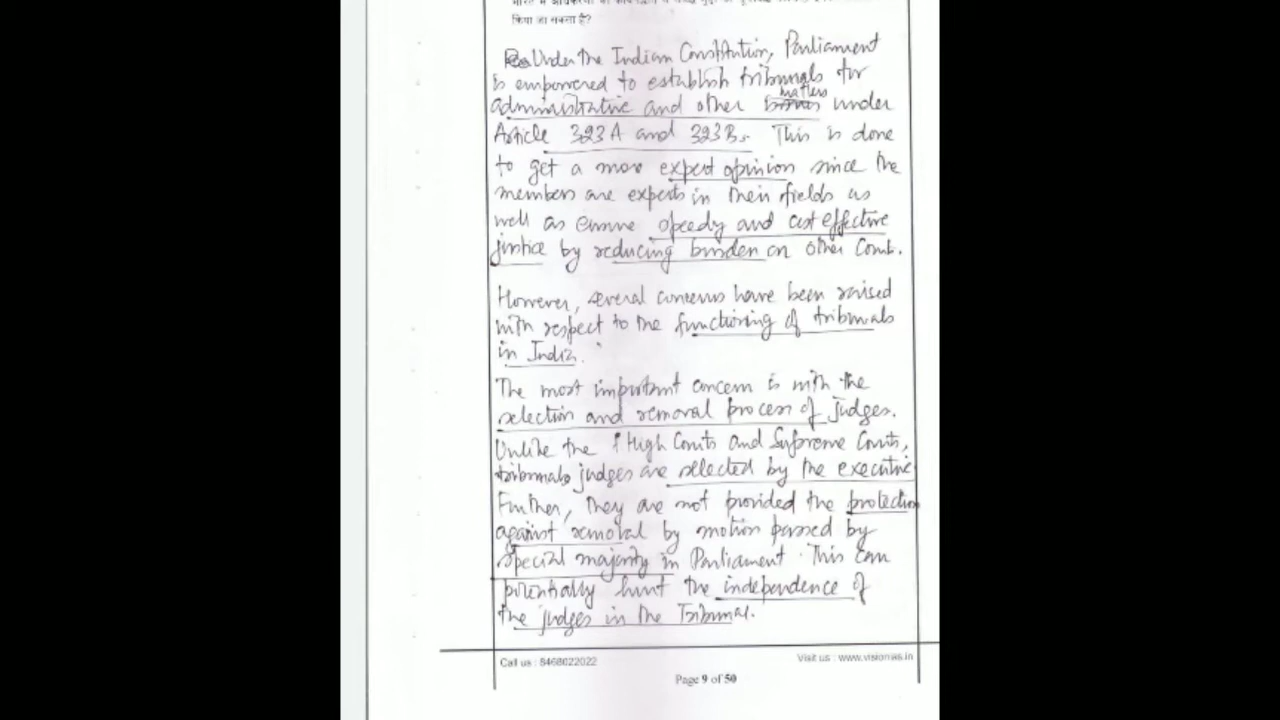 किया जा सकता है?
Under the Indian Constitution, Parliament
is empowered to establish tribunals for
administrative and other matters under
Article 323A and 323B. This is done
to get a more expert opinion since the
members are experts in their fields as
well as ensure speedy and cost effective
justice by reducing burden on other Court.
However, several concerns have been raised
with respect to the functioning of tribunals
in India.
The most important concern is with the
selection and removal process of judges.
Unlike the High Courts and Supreme Courts,
tribunals judges are selected by the executive
Further, they are not provided the protection
against removal by motion passed by
special majority in Parliament. This can
potentially hurt the independence of
the judges in the Tribunal.
Call us : 8468022022
Visit us : www.visionias.in
Page 9 of 50